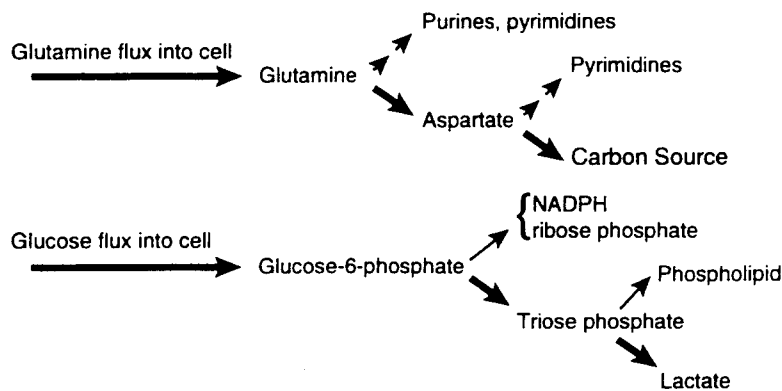 Purines, pyrimidines
Glutamine flux into cell
Glutamine
Pyrimidines
Aspartate
Carbon Source
NADPH
ribose phosphate
Glucose flux into cell
Glucose-6-phosphate
Phospholipid
Triose phosphate
Lactate